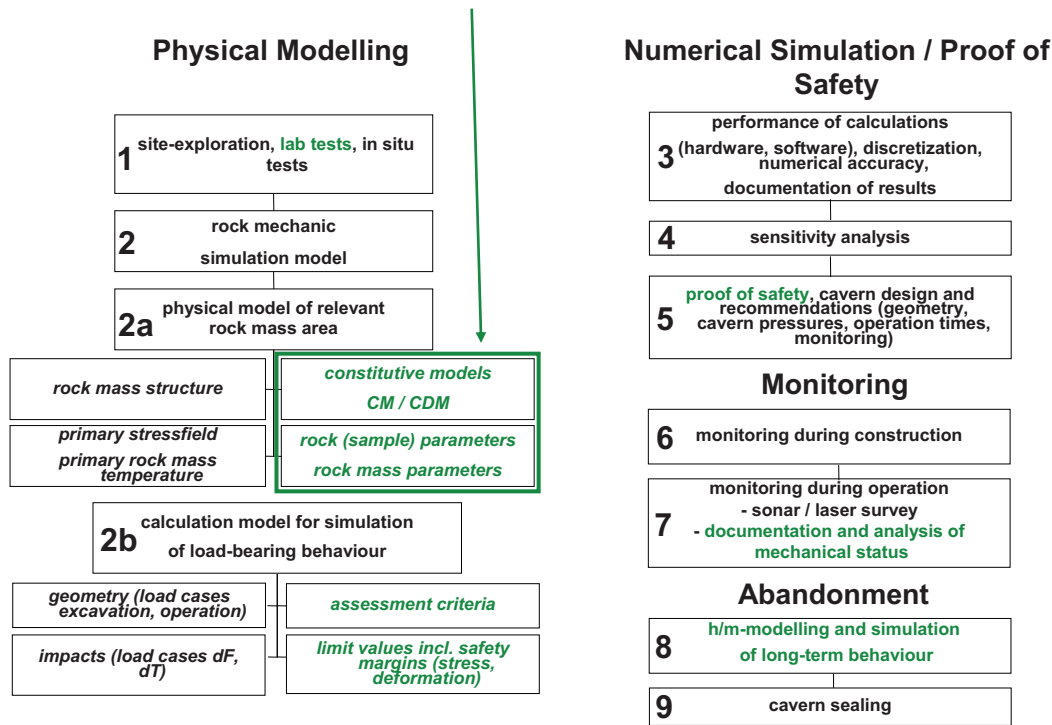 Physical Modelling
1
site-exploration, lab tests, in situ
tests
2
rock mechanic
simulation model
2a
physical model of relevant
rock mass area
rock mass structure
constitutive models
CM / CDM
primary stressfield
primary rock mass
temperature
rock (sample) parameters
rock mass parameters
2b
calculation model for simulation
of load-bearing behaviour
geometry (load cases
excavation, operation)
assessment criteria
impacts (load cases dF,
dT)
limit values incl. safety
margins (stress,
deformation)
Numerical Simulation / Proof of
Safety
3
performance of calculations
(hardware, software), discretization,
numerical accuracy,
documentation of results
4
sensitivity analysis
5
proof of safety, cavern design and
recommendations (geometry,
cavern pressures, operation times,
monitoring)
Monitoring
6
monitoring during construction
7
monitoring during operation
- sonar / laser survey
- documentation and analysis of
mechanical status
Abandonment
8
h/m-modelling and simulation
of long-term behaviour
9
cavern sealing